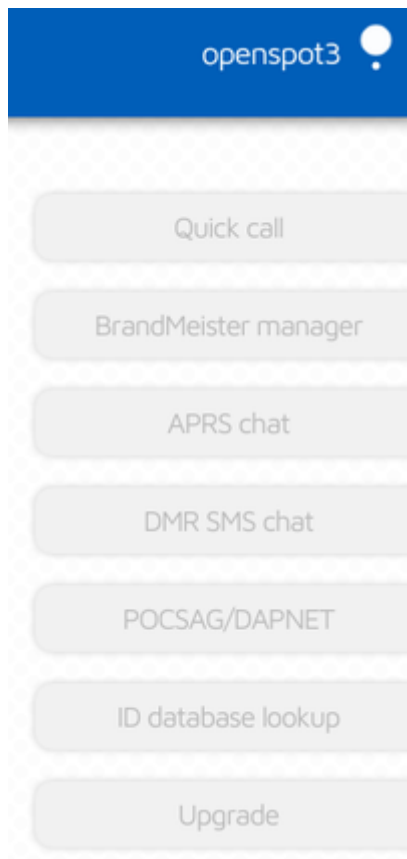 openspot3
Quick call
BrandMeister manager
APRS chat
DMR SMS chat
POCSAG/DAPNET
ID database lookup
Upgrade